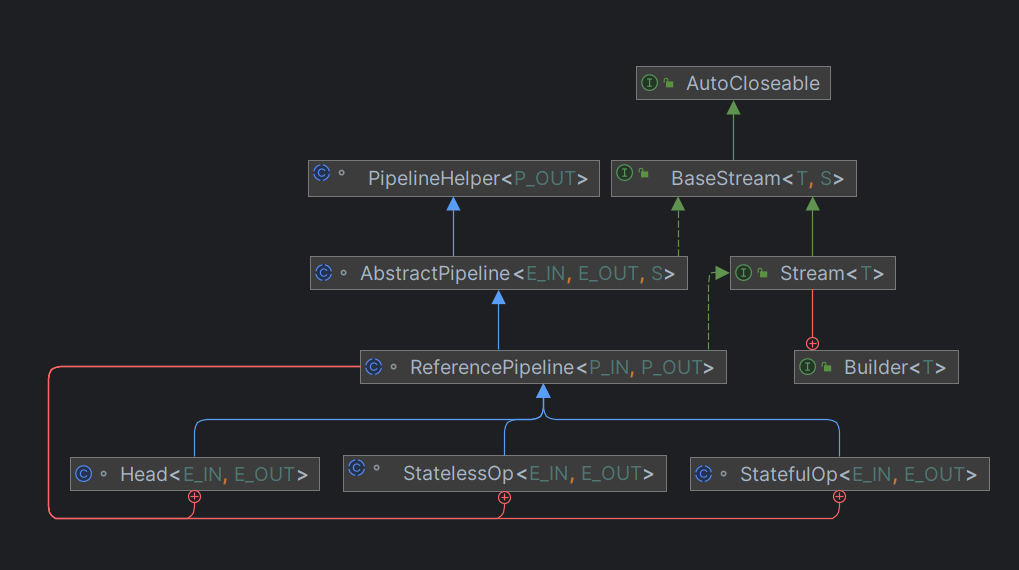 AutoCloseable
PipelineHelper<P_OUT>
BaseStream<T, S>
AbstractPipeline<E_IN, E_OUT, S>
Stream<T>
ReferencePipeline<P_IN, P_OUT>
Builder<T>
Head<E_IN, E_OUT>
StatelessOp<E_IN, E_OUT>
StatefulOp<E_IN, E_OUT>